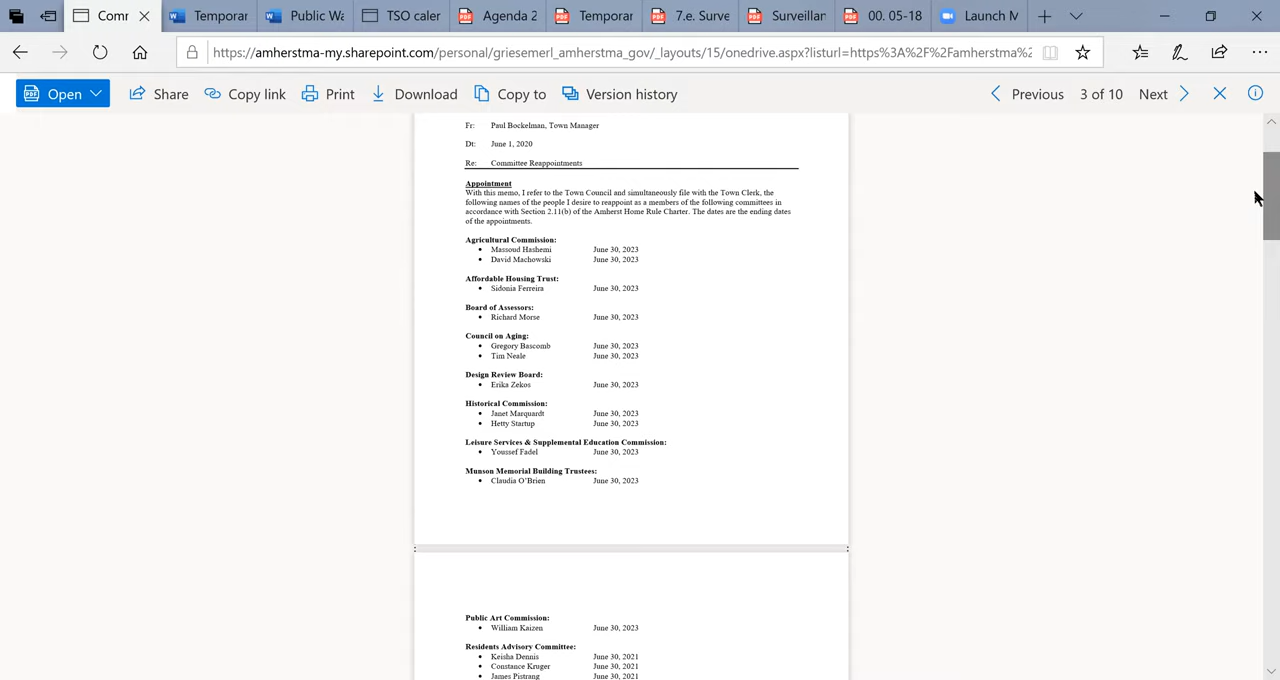 Comm
Temporar
Public Wa
TSO caler
Agenda 2
Temporar
7.e. Surve
Surveillan
00. 05-18
Launch M
https://amherstma-my.sharepoint.com/personal/griesemerl_amherstma_gov/_layouts/15/onedrive.aspx?listurl=https%3A%2F%2Famherstma%2
Open
Share
Copy link
Print
Download
Copy to
Version history
Previous
3 of 10
Next
Fr: Paul Bockelman, Town Manager
Dt: June 1, 2020
Re: Committee Reappointments
Appointment
With this memo, I refer to the Town Council and simultaneously file with the Town Clerk, the
following names of the people I desire to reappoint as a members of the following committees in
accordance with Section 2.11(b) of the Amherst Home Rule Charter. The dates are the ending dates
of the appointments.
Agricultural Commission:
• Massoud Hashemi June 30, 2023
• David Machowski June 30, 2023
Affordable Housing Trust:
• Sidonia Ferreira June 30, 2023
Board of Assessors:
• Richard Morse June 30, 2023
Council on Aging:
• Gregory Bascomb June 30, 2023
• Tim Neale June 30, 2023
Design Review Board:
• Erika Zekos June 30, 2023
Historical Commission:
• Janet Marquardt June 30, 2023
• Hetty Startup June 30, 2023
Leisure Services & Supplemental Education Commission:
• Youssef Fadel June 30, 2023
Munson Memorial Building Trustees:
• Claudia O’Brien June 30, 2023
Public Art Commission:
• William Kaizen June 30, 2023
Residents Advisory Committee:
• Keisha Dennis June 30, 2021
• Constance Kruger June 30, 2021
• James Pistrang June 30, 2021